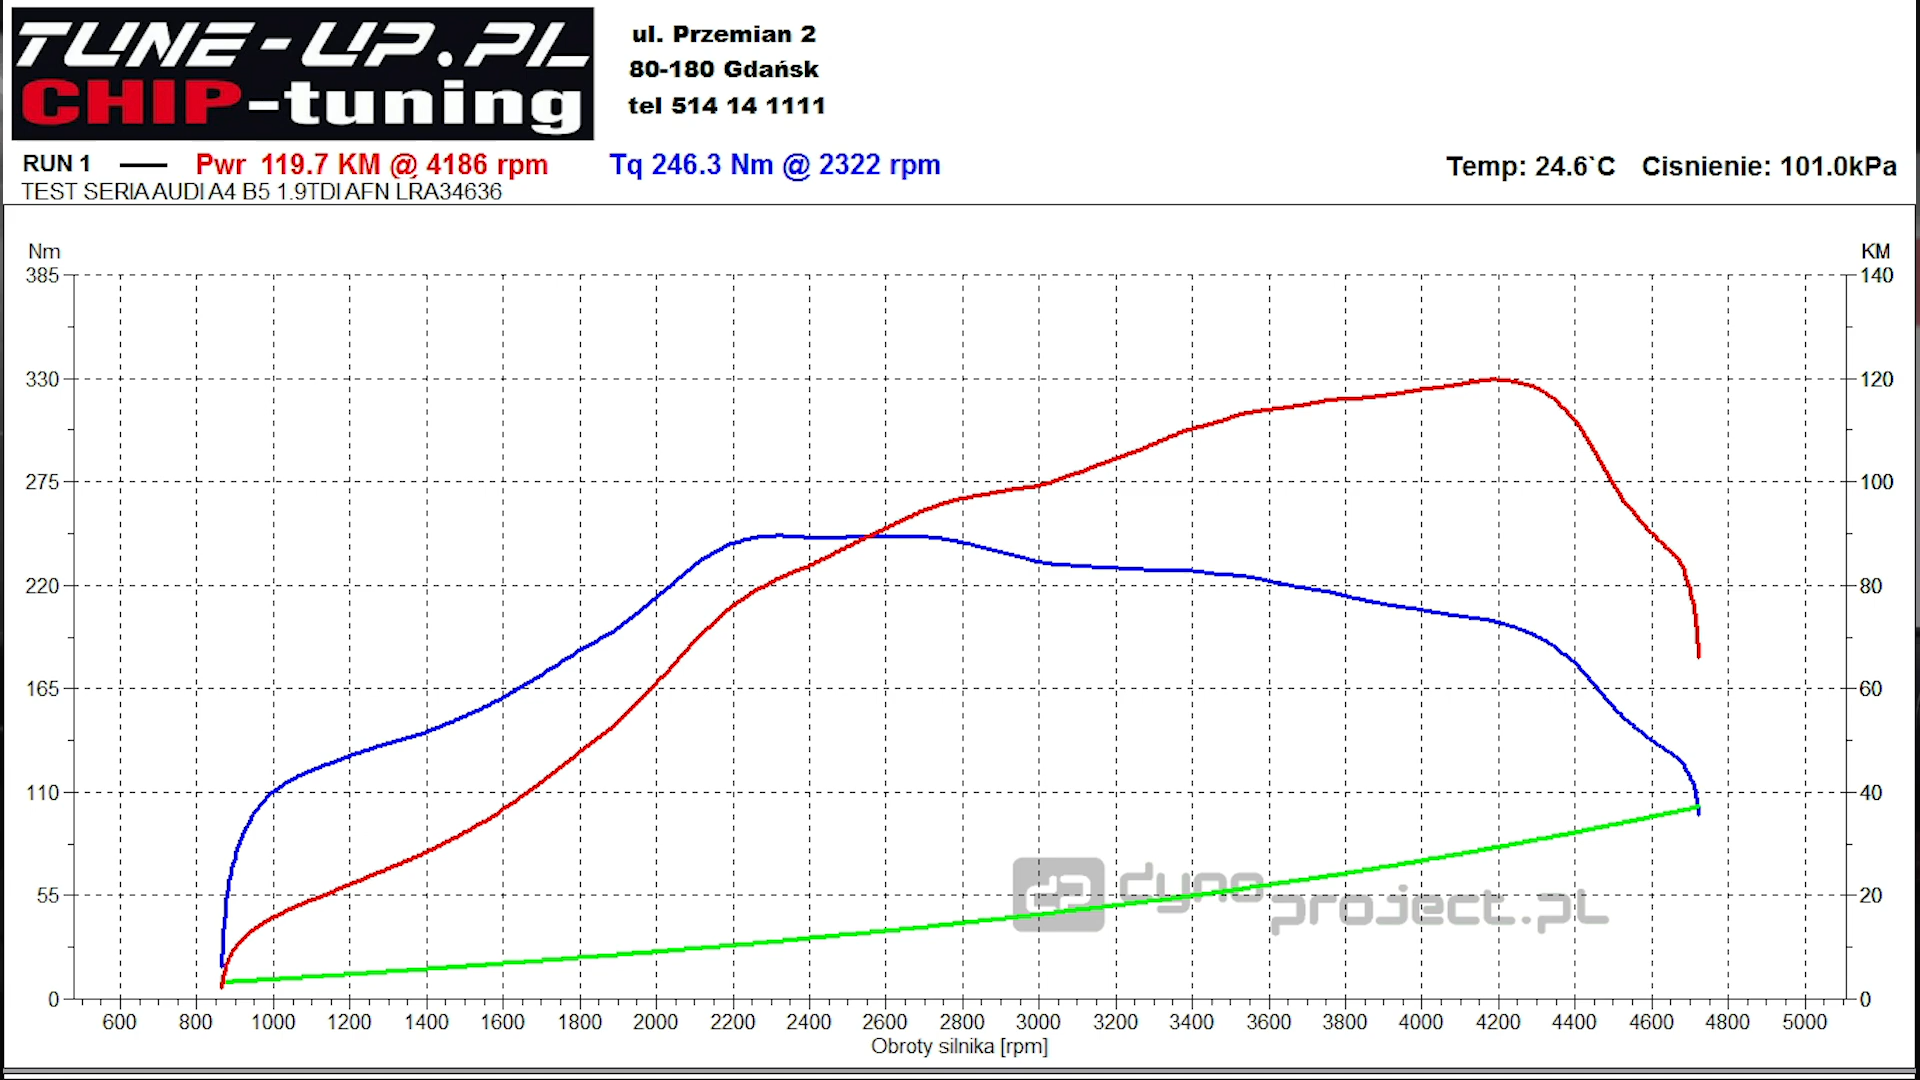 TUNE-UP.PL
CHIP-tuning
ul. Przemian 2
80-180 Gdańsk
tel 514 14 1111
RUN 1 Pwr 119.7 KM @ 4186 rpm Tq 246.3 Nm @ 2322 rpm Temp: 24.6`C Cisnienie: 101.0kPa
TEST SERIA AUDI A4 B5 1.9TDI AFN LRA34636
Nm KM
385 140
330 120
275 100
220 80
165 60
110 40
55 20
0 0
dp dyno project.pl
600 800 1000 1200 1400 1600 1800 2000 2200 2400 2600 2800 3000 3200 3400 3600 3800 4000 4200 4400 4600 4800 5000
Obroty silnika [rpm]